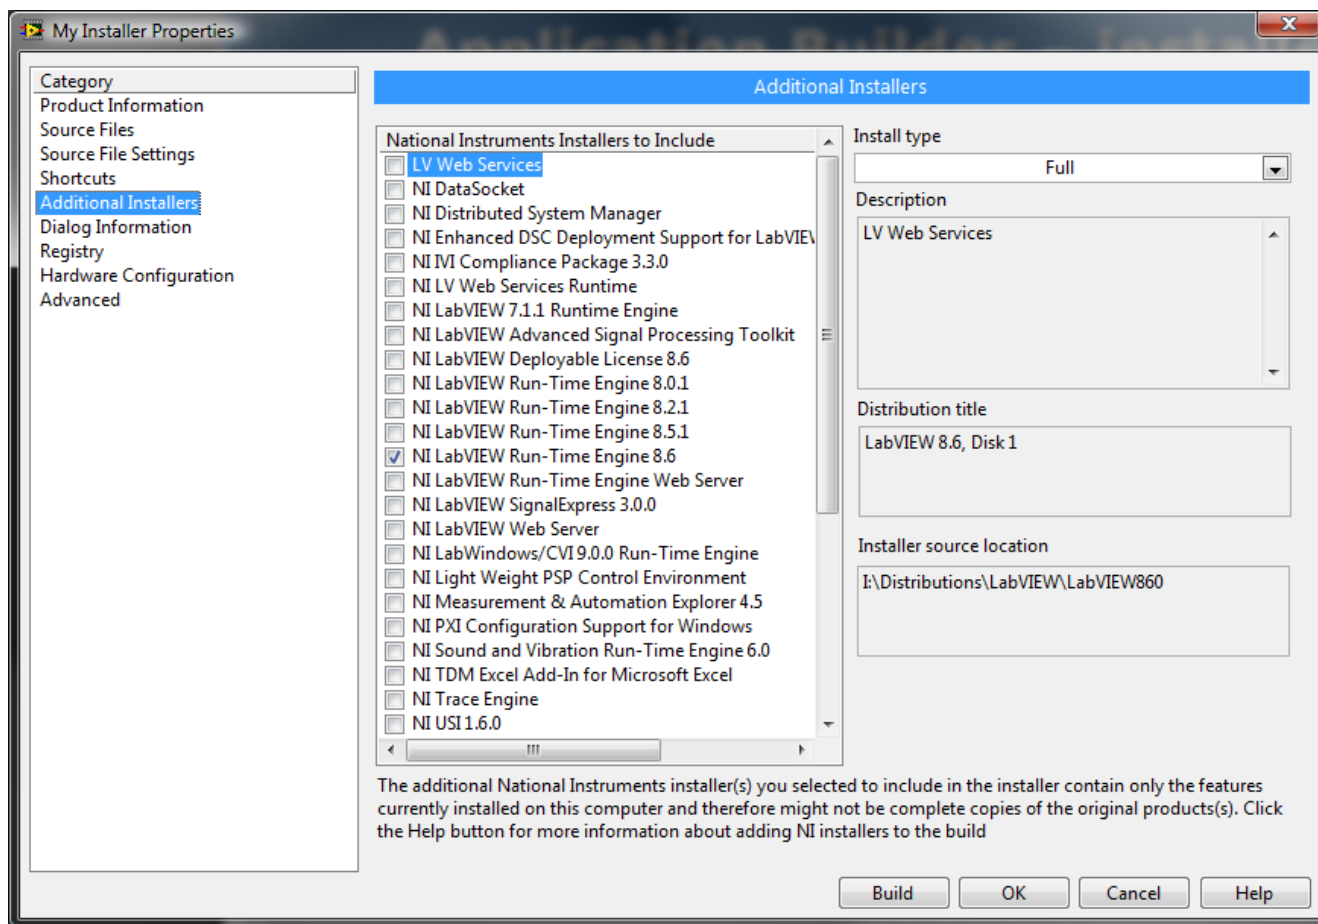 My Installer Properties
Application Builder
Category
Product Information
Source Files
Source File Settings
Shortcuts
Additional Installers
Dialog Information
Registry
Hardware Configuration
Advanced
Additional Installers
National Instruments Installers to Include
LV Web Services
NI DataSocket
NI Distributed System Manager
NI Enhanced DSC Deployment Support for LabVIEV
NI IVI Compliance Package 3.3.0
NI LV Web Services Runtime
NI LabVIEW 7.1.1 Runtime Engine
NI LabVIEW Advanced Signal Processing Toolkit
NI LabVIEW Deployable License 8.6
NI LabVIEW Run-Time Engine 8.0.1
NI LabVIEW Run-Time Engine 8.2.1
NI LabVIEW Run-Time Engine 8.5.1
NI LabVIEW Run-Time Engine 8.6
NI LabVIEW Run-Time Engine Web Server
NI LabVIEW SignalExpress 3.0.0
NI LabVIEW Web Server
NI LabWindows/CVI 9.0.0 Run-Time Engine
NI Light Weight PSP Control Environment
NI Measurement & Automation Explorer 4.5
NI PXI Configuration Support for Windows
NI Sound and Vibration Run-Time Engine 6.0
NI TDM Excel Add-In for Microsoft Excel
NI Trace Engine
NI USI 1.6.0
Install type
Full
Description
LV Web Services
Distribution title
LabVIEW 8.6, Disk 1
Installer source location
I:\Distributions\LabVIEW\LabVIEW860
The additional National Instruments installer(s) you selected to include in the installer contain only the features
currently installed on this computer and therefore might not be complete copies of the original products(s). Click
the Help button for more information about adding NI installers to the build
Build
OK
Cancel
Help